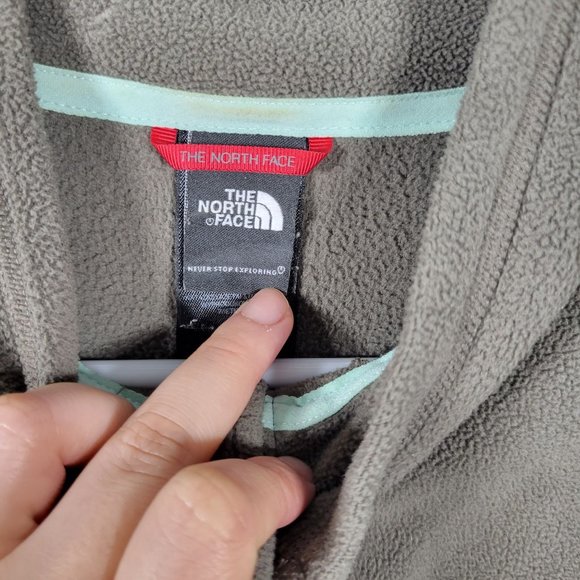 THE NORTH FACE
THE
NORTH
FACE
NEVER STOP EXPLORING